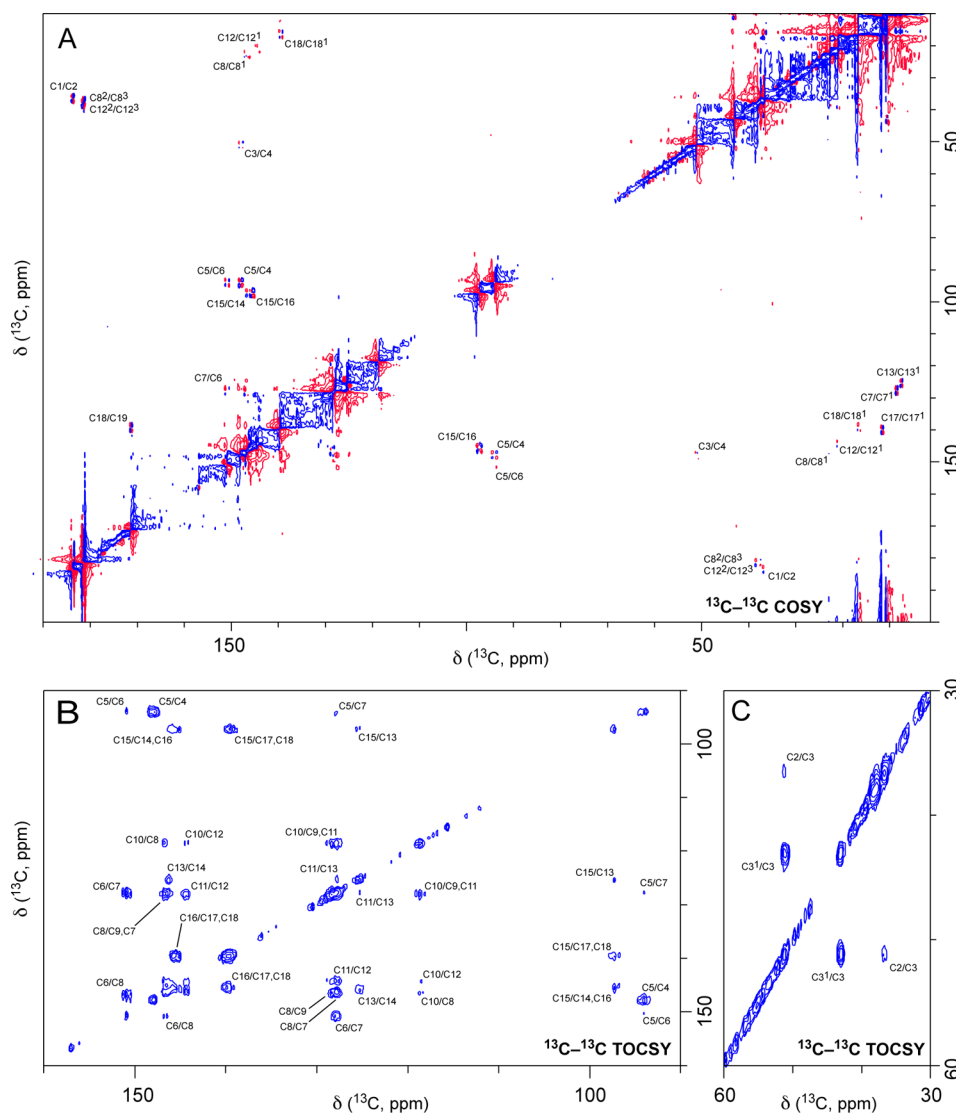 A
C12/C12¹
C18/C18¹
C8/C8¹
C1/C2
C8²/C8³
C12²/C12³
C3/C4
50
C5/C6
C5/C4
C15/C14
C15/C16
100
C7/C6
C13/C13¹
C7/C7¹
C18/C19
C18/C18¹
C17/C17¹
C15/C16
C5/C4
C3/C4
C12/C12¹
C5/C6
C8/C8¹
150
C8²/C8³
C12²/C12³
C1/C2
¹³C–¹³C COSY
150
50
δ (¹³C, ppm)
δ (¹³C, ppm)
B
C5/C6
C5/C4
C5/C7
C15/C14,C16
C15/C17,C18
C15/C13
100
C10/C8
C10/C12
C10/C9,C11
C13/C14
C11/C13
C6/C7
C11/C12
C15/C13
C5/C7
C11/C13
C10/C9,C11
C8/C9,C7
C16/C17,C18
C15/C17,C18
C6/C8
C16/C17,C18
C11/C12
C10/C12
C5/C4
C15/C14,C16
C8/C9
C13/C14
C10/C8
C8/C7
C6/C8
C6/C7
C5/C6
150
¹³C–¹³C TOCSY
150
100
δ (¹³C, ppm)
δ (¹³C, ppm)
C
30
C2/C3
C3¹/C3
C3¹/C3
C2/C3
¹³C–¹³C TOCSY
60
60
30
δ (¹³C, ppm)
δ (¹³C, ppm)